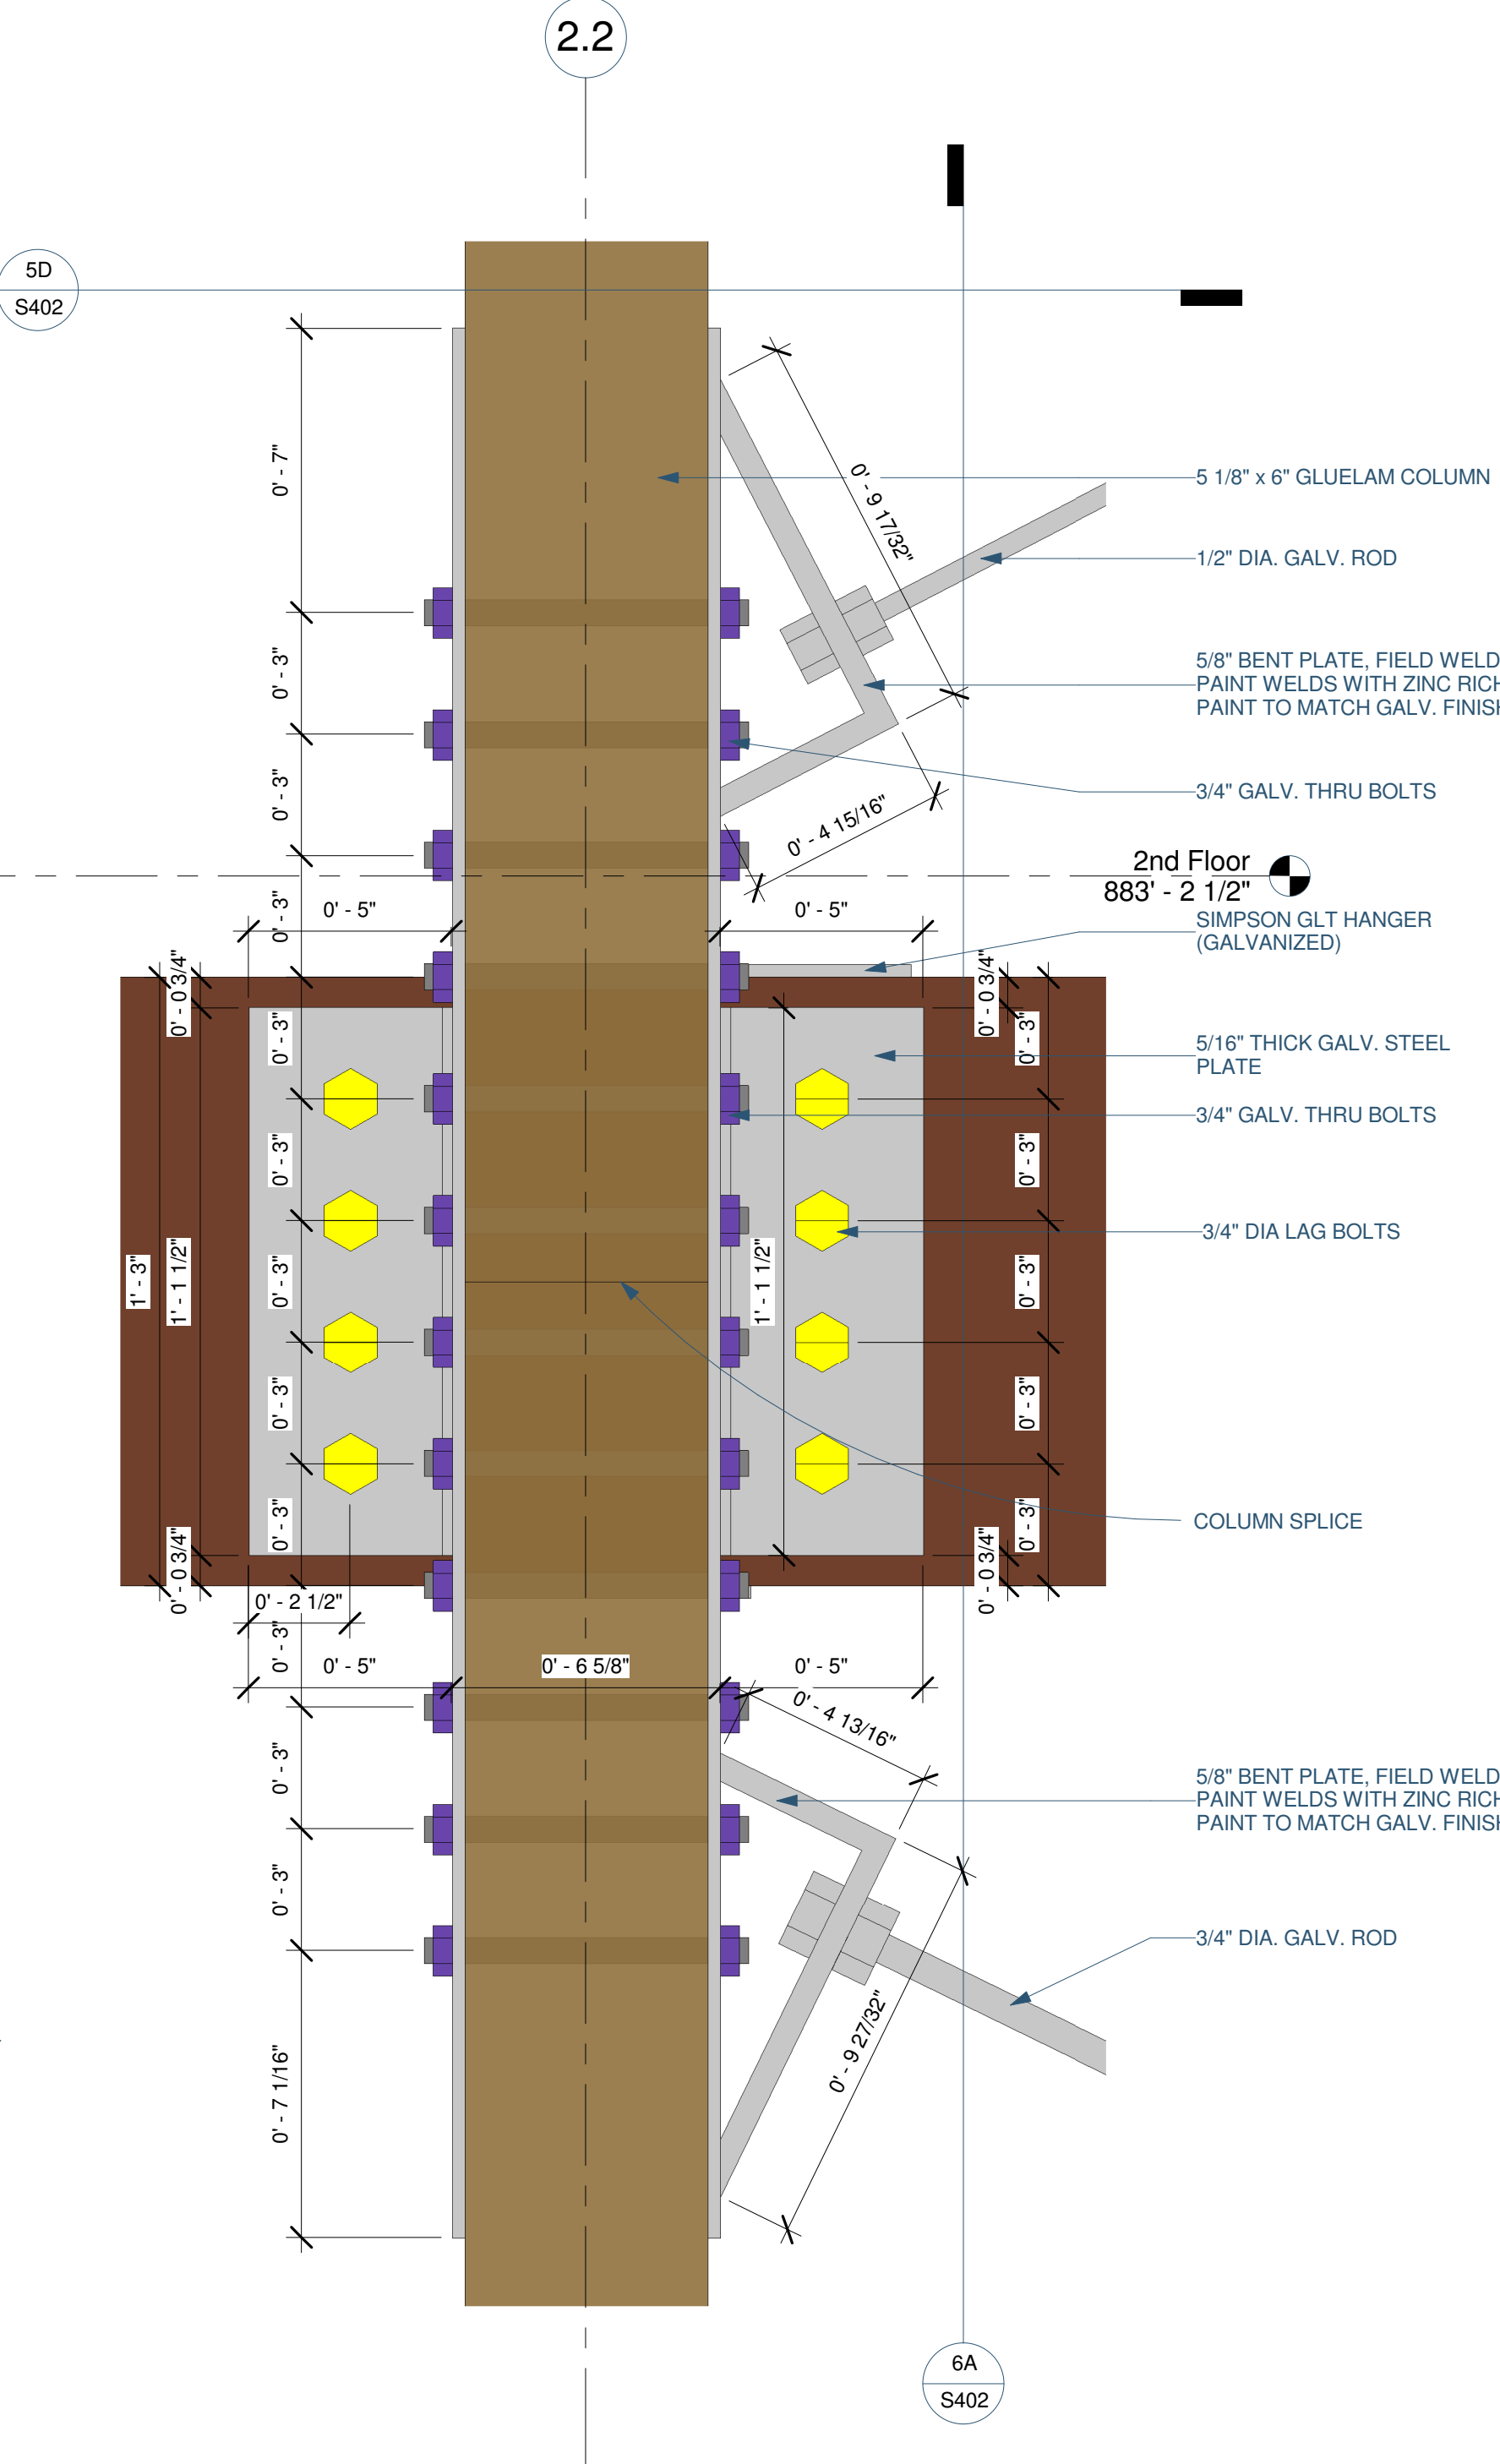 2.2
5D
S402
0' - 7"
0' - 9 17/32"
5 1/8" x 6" GLUELAM COLUMN
1/2" DIA. GALV. ROD
0' - 3"
5/8" BENT PLATE, FIELD WELD
PAINT WELDS WITH ZINC RICH
PAINT TO MATCH GALV. FINISH
0' - 3"
3/4" GALV. THRU BOLTS
0' - 4 15/16"
2nd Floor
883' - 2 1/2"
0' - 3"
0' - 5"
0' - 5"
SIMPSON GLT HANGER
(GALVANIZED)
0' - 0 3/4"
0' - 0 3/4"
0' - 3"
0' - 3"
5/16" THICK GALV. STEEL
PLATE
3/4" GALV. THRU BOLTS
0' - 3"
0' - 3"
3/4" DIA LAG BOLTS
1' - 3"
1' - 1 1/2"
0' - 3"
1' - 1 1/2"
0' - 3"
0' - 3"
0' - 3"
COLUMN SPLICE
0' - 0 3/4"
0' - 3"
0' - 0 3/4"
0' - 3"
0' - 2 1/2"
0' - 3"
0' - 5"
0' - 6 5/8"
0' - 5"
0' - 4 13/16"
0' - 3"
5/8" BENT PLATE, FIELD WELD
PAINT WELDS WITH ZINC RICH
PAINT TO MATCH GALV. FINISH
0' - 3"
3/4" DIA. GALV. ROD
0' - 9 27/32"
0' - 7 1/16"
6A
S402